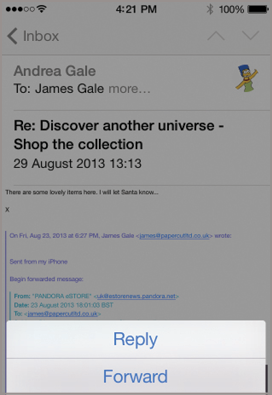 4:21 PM 100%
Inbox
Andrea Gale
To: James Gale more...
Re: Discover another universe -
Shop the collection
29 August 2013 13:13
There are some lovely items here. I will let Santa know...
X
On Fri, Aug 23, 2013 at 6:27 PM, James Gale <james@papercutltd.co.uk> wrote:
Sent from my iPhone
Begin forwarded message:
From: "PANDORA eSTORE" <uk@estorenews.pandora.net>
Date: 23 August 2013 18:01:03 BST
To: <james@papercutltd.co.uk>
Reply
Forward